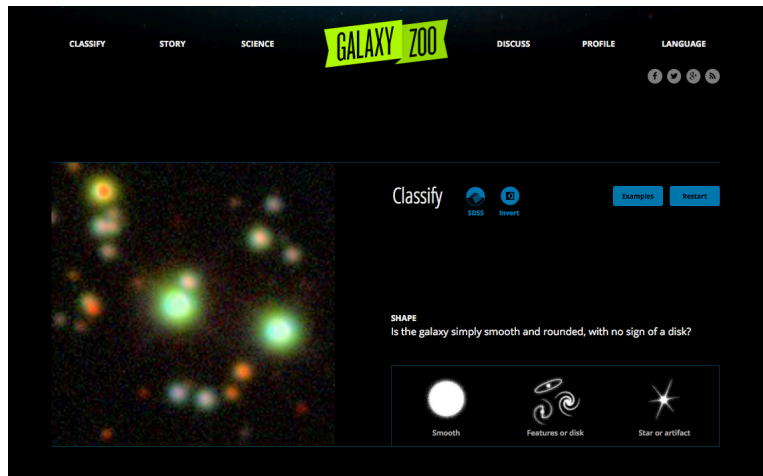 CLASSIFY STORY SCIENCE GALAXY ZOO DISCUSS PROFILE LANGUAGE
Classify
SDSS
Invert
Examples
Restart
SHAPE
Is the galaxy simply smooth and rounded, with no sign of a disk?
Smooth
Features or disk
Star or artifact